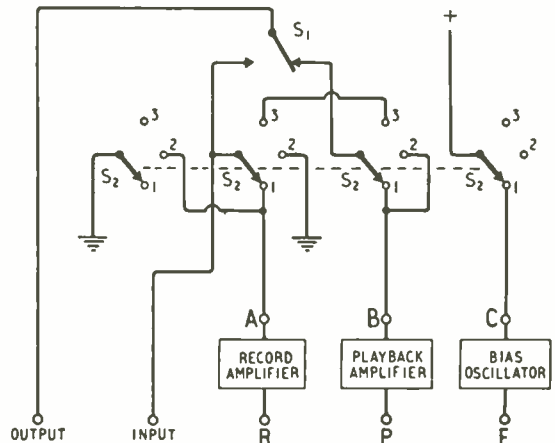 S1
+
3 3 3 3
2 2 2 2
S2 S2 S2 S2
1 1 1 1
A B C
RECORD AMPLIFIER
PLAYBACK AMPLIFIER
BIAS OSCILLATOR
OUTPUT INPUT R P E